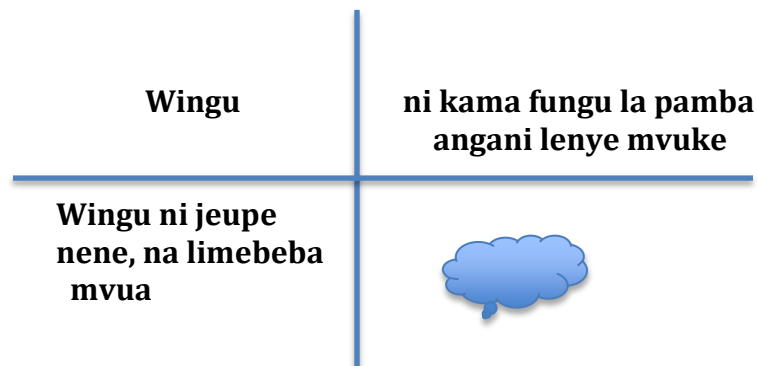 Wingu
ni kama fungu la pamba
angani lenye mvuke
Wingu ni jeupe
nene, na limebeba
mvua